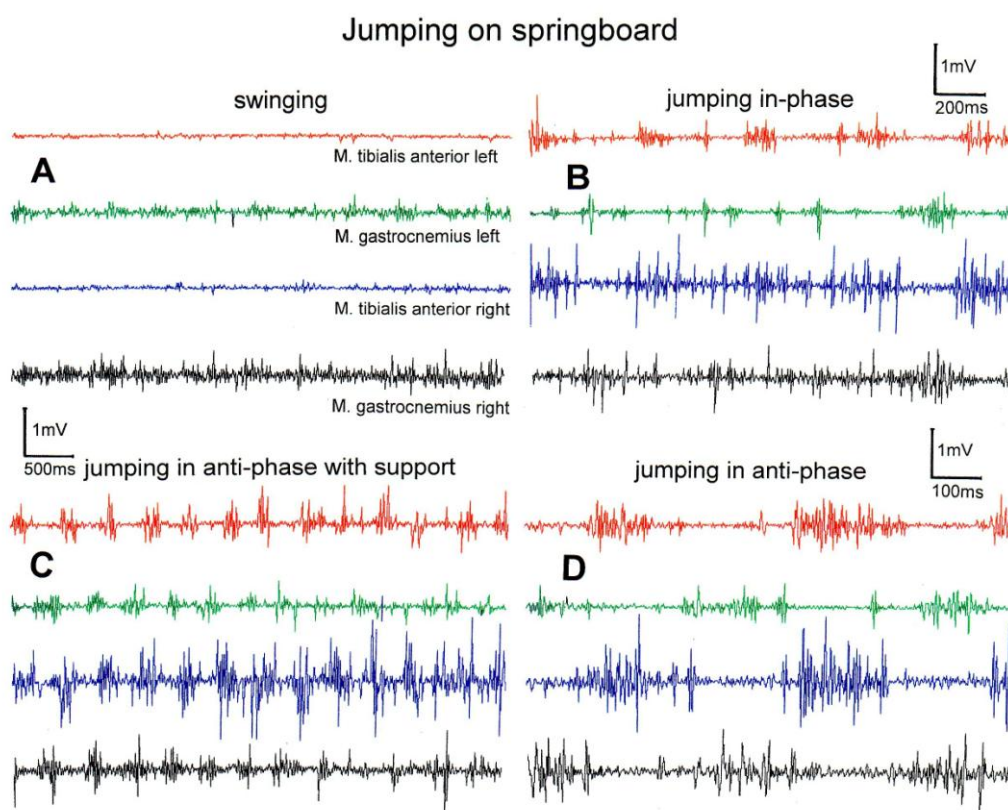 Jumping on springboard
swinging
jumping in-phase
1mV
200ms
M. tibialis anterior left
A
B
M. gastrocnemius left
M. tibialis anterior right
M. gastrocnemius right
1mV
500ms
jumping in anti-phase with support
jumping in anti-phase
1mV
100ms
C
D